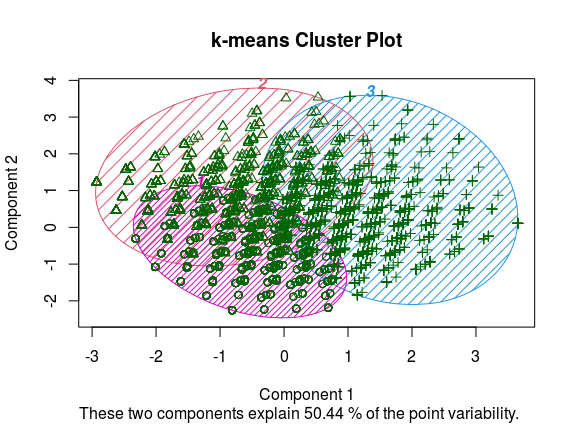 k-means Cluster Plot
2
3
1
4
3
2
1
0
-1
-2
Component 2
-3 -2 -1 0 1 2 3
Component 1
These two components explain 50.44 % of the point variability.